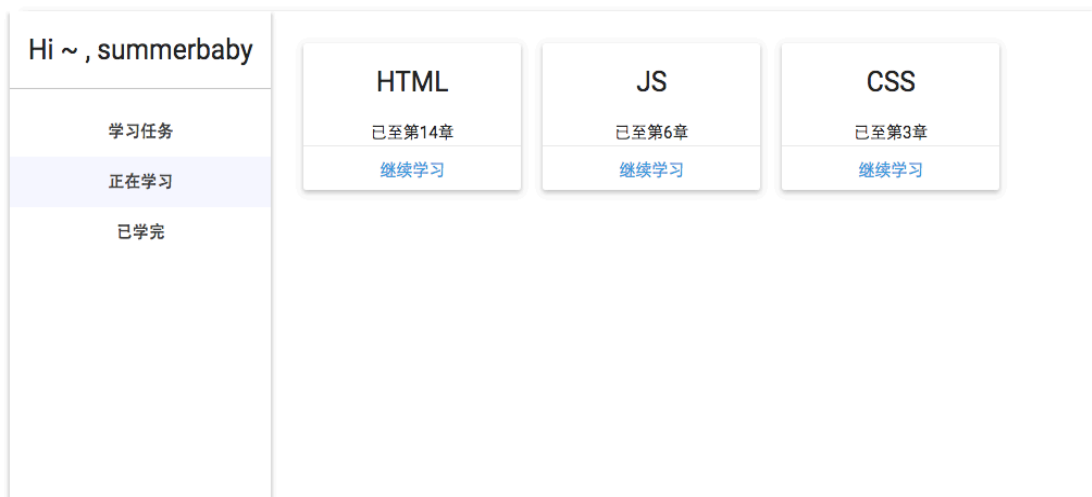 Hi ~ , summerbaby
学习任务
正在学习
已学完
HTML
已至第14章
继续学习
JS
已至第6章
继续学习
CSS
已至第3章
继续学习